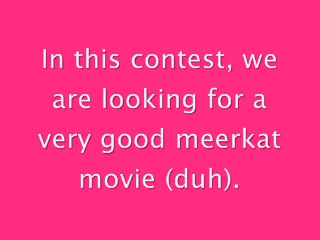 In this contest, we
are looking for a
very good meerkat
movie (duh).